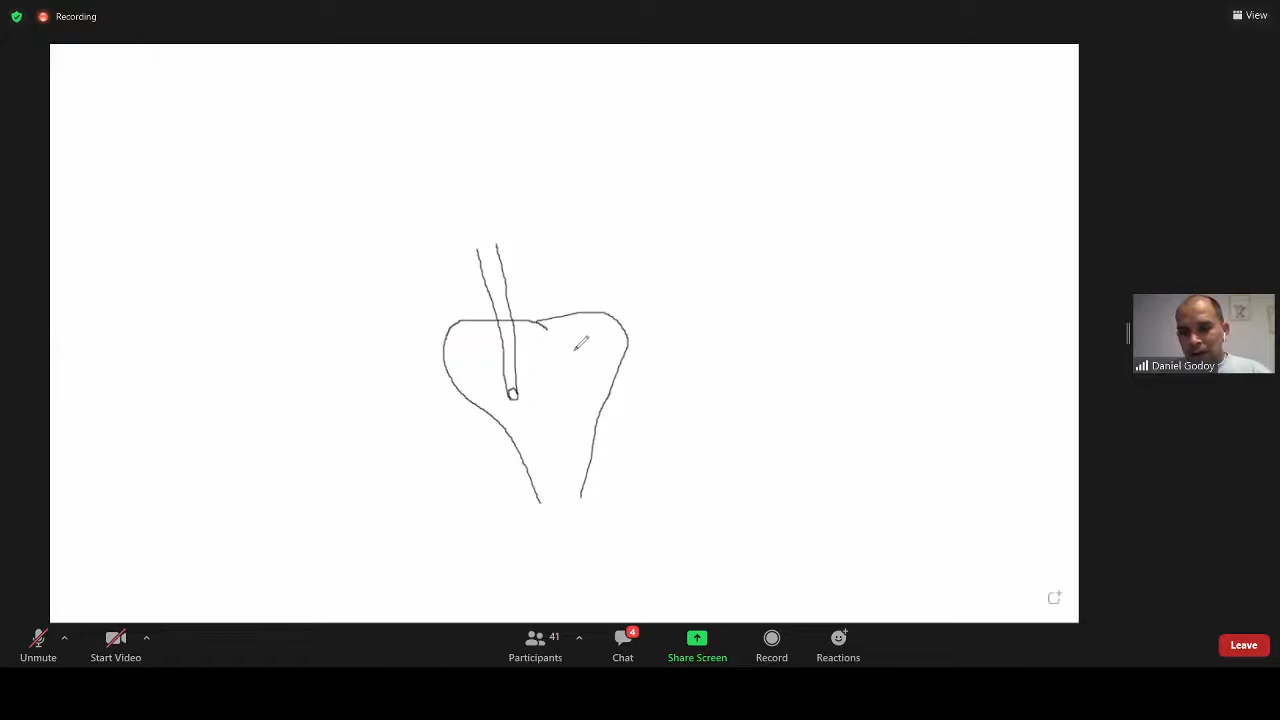 Recording
View
Daniel Godoy
41
4
Unmute
Start Video
Participants
Chat
Share Screen
Record
Reactions
Leave